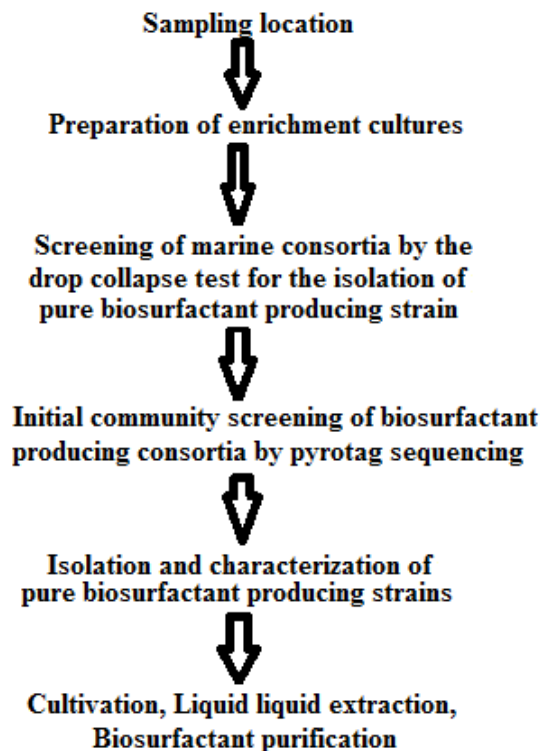 Sampling location
Preparation of enrichment cultures
Screening of marine consortia by the
drop collapse test for the isolation of
pure biosurfactant producing strain
Initial community screening of biosurfactant
producing consortia by pyrotag sequencing
Isolation and characterization of
pure biosurfactant producing strains
Cultivation, Liquid liquid extraction,
Biosurfactant purification